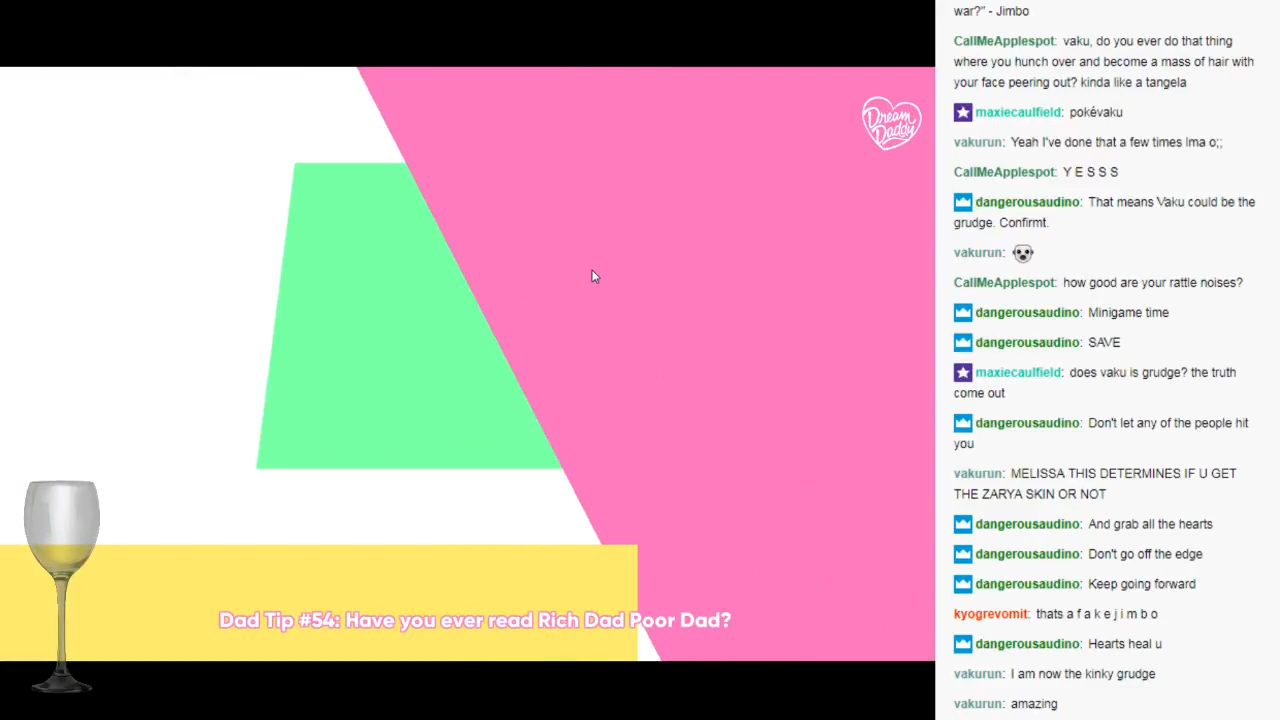 Dream
Daddy
Dad Tip #54: Have you ever read Rich Dad Poor Dad?
war?" - Jimbo
CallMeApplespot: vaku, do you ever do that thing
where you hunch over and become a mass of hair with
your face peering out? kinda like a tangela
maxiecaulfield: pokévaku
vakurun: Yeah I've done that a few times lma o;;
CallMeApplespot: Y E S S S
dangerousaudino: That means Vaku could be the
grudge. Confirmt.
vakurun:
CallMeApplespot: how good are your rattle noises?
dangerousaudino: Minigame time
dangerousaudino: SAVE
maxiecaulfield: does vaku is grudge? the truth
come out
dangerousaudino: Don't let any of the people hit
you
vakurun: MELISSA THIS DETERMINES IF U GET
THE ZARYA SKIN OR NOT
dangerousaudino: And grab all the hearts
dangerousaudino: Don't go off the edge
dangerousaudino: Keep going forward
kyogrevomit: thats a f a k e j i m b o
dangerousaudino: Hearts heal u
vakurun: I am now the kinky grudge
vakurun: amazing